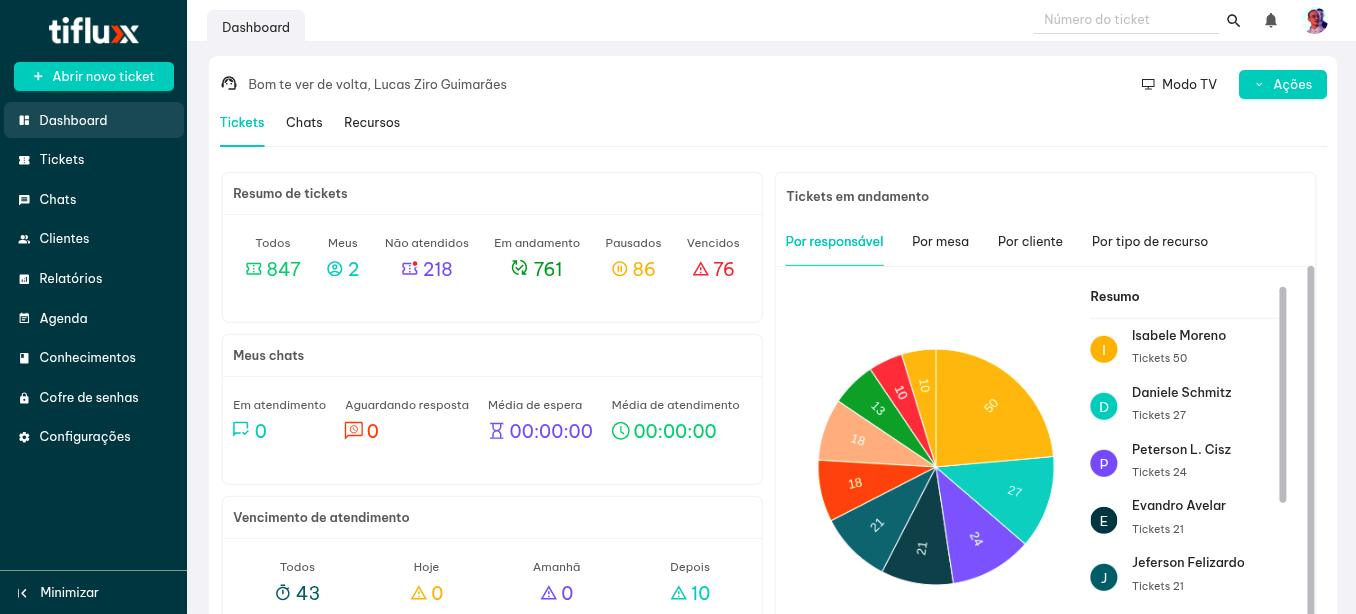 tiflux
Dashboard
Número do ticket
+ Abrir novo ticket
Dashboard
Tickets
Chats
Clientes
Relatórios
Agenda
Conhecimentos
Cofre de senhas
Configurações
Minimizar
Bom te ver de volta, Lucas Ziro Guimarães
Modo TV
Ações
Tickets Chats Recursos
Resumo de tickets
Todos Meus Não atendidos Em andamento Pausados Vencidos
847 2 218 761 86 76
Meus chats
Em atendimento Aguardando resposta Média de espera Média de atendimento
0 0 00:00:00 00:00:00
Vencimento de atendimento
Todos Hoje Amanhã Depois
43 0 0 10
Tickets em andamento
Por responsável Por mesa Por cliente Por tipo de recurso
50
27
24
21
21
18
18
13
10
10
Resumo
I
Isabele Moreno
Tickets 50
D
Daniele Schmitz
Tickets 27
P
Peterson L. Cisz
Tickets 24
E
Evandro Avelar
Tickets 21
J
Jeferson Felizardo
Tickets 21